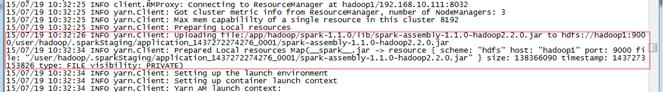 15/07/19 10:32:25 INFO client.RMProxy: Connecting to ResourceManager at hadoop1/192.168.10.111:8032
15/07/19 10:32:25 INFO yarn.Client: Got cluster metric info from ResourceManager, number of NodeManagers: 3
15/07/19 10:32:25 INFO yarn.Client: Max mem capabililty of a single resource in this cluster 8192
15/07/19 10:32:25 INFO yarn.Client: Preparing Local resources
15/07/19 10:32:26 INFO yarn.Client: Uploading file:/app/hadoop/spark-1.1.0/lib/spark-assembly-1.1.0-hadoop2.2.0.jar to hdfs://hadoop1:90
00/user/hadoop/.sparkStaging/application_1437272274276_0001/spark-assembly-1.1.0-hadoop2.2.0.jar
15/07/19 10:32:34 INFO yarn.Client: Prepared Local resources Map(__spark__.jar -> resource { scheme: "hdfs" host: "hadoop1" port: 9000 fi
le: "/user/hadoop/.sparkStaging/application_1437272274276_0001/spark-assembly-1.1.0-hadoop2.2.0.jar" } size: 138366090 timestamp: 1437273
153826 type: FILE visibility: PRIVATE)
15/07/19 10:32:34 INFO yarn.Client: Setting up the launch environment
15/07/19 10:32:34 INFO yarn.Client: Setting up container launch context
15/07/19 10:32:34 INFO yarn.Client: Yarn AM launch context: